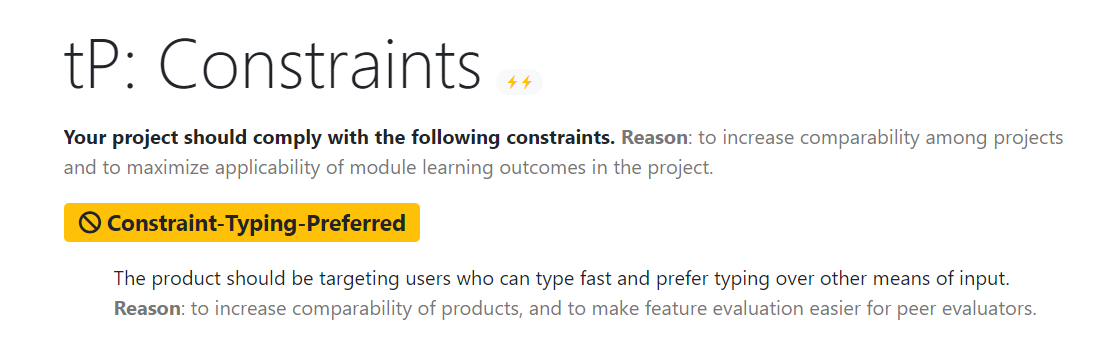 tP: Constraints
Your project should comply with the following constraints. Reason: to increase comparability among projects
and to maximize applicability of module learning outcomes in the project.
Constraint-Typing-Preferred
The product should be targeting users who can type fast and prefer typing over other means of input.
Reason: to increase comparability of products, and to make feature evaluation easier for peer evaluators.